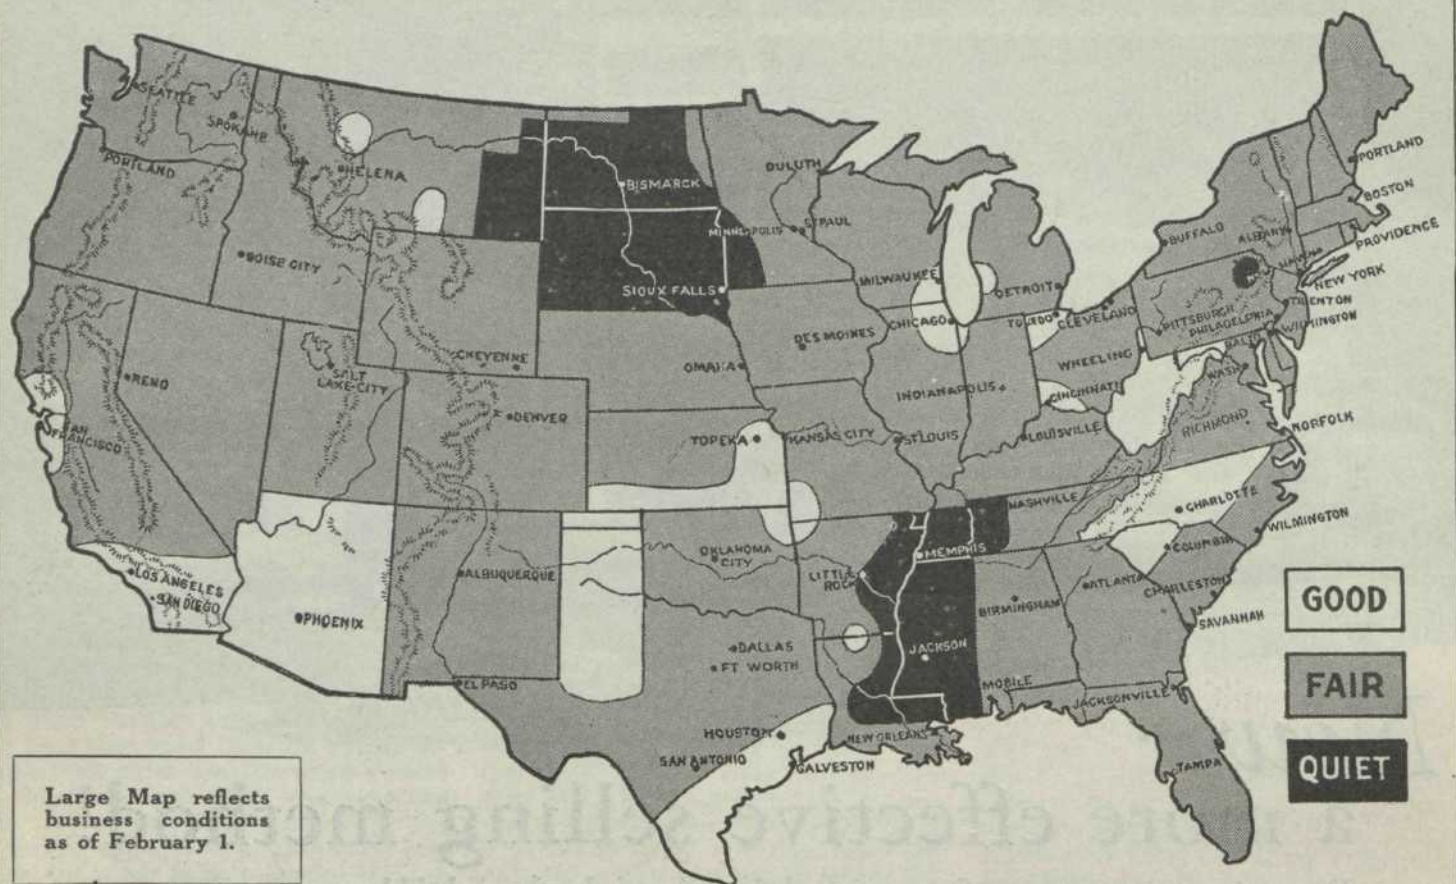 SEATTLE
SPOKANE
PORTLAND
HELENA
BISMARCK
DULUTH
MINNEAPOLIS
ST PAUL
BOISE CITY
SIOUX FALLS
MILWAUKEE
DETROIT
BUFFALO
ALBANY
PORTLAND
BOSTON
PROVIDENCE
NEW YORK
TRENTON
WILMINGTON
PITTSBURGH
PHILADELPHIA
BALTO
WASH
CHEYENNE
OMAHA
DES MOINES
CHICAGO
TOLEDO
CLEVELAND
WHEELING
RENO
SALT
LAKE-CITY
DENVER
INDIANAPOLIS
CINCINNATI
RICHMOND
NORFOLK
SAN
FRANCISCO
TOPEKA
KANSAS CITY
ST LOUIS
LOUISVILLE
NASHVILLE
CHARLOTTE
WILMINGTON
LOS ANGELES
SAN DIEGO
PHOENIX
ALBUQUERQUE
OKLAHOMA
CITY
LITTLE
ROCK
MEMPHIS
COLUMBIA
ATLANTA
CHARLESTON
BIRMINGHAM
SAVANNAH
DALLAS
FT WORTH
JACKSON
EL PASO
MOBILE
JACKSONVILLE
HOUSTON
SAN ANTONIO
NEW ORLEANS
GALVESTON
TAMPA
GOOD
FAIR
QUIET
Large Map reflects
business conditions
as of February 1.